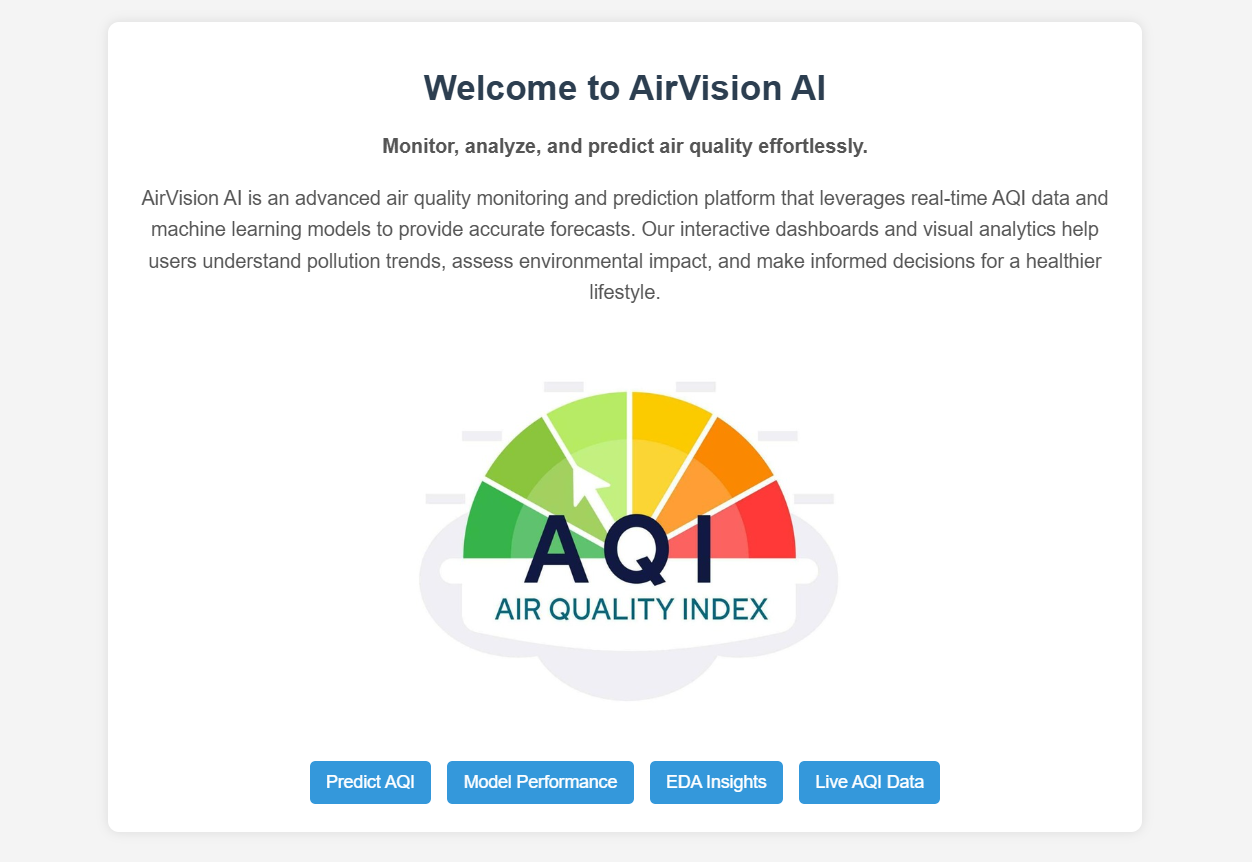 Welcome to AirVision AI
Monitor, analyze, and predict air quality effortlessly.
AirVision AI is an advanced air quality monitoring and prediction platform that leverages real-time AQI data and
machine learning models to provide accurate forecasts. Our interactive dashboards and visual analytics help
users understand pollution trends, assess environmental impact, and make informed decisions for a healthier
lifestyle.
AQI
AIR QUALITY INDEX
Predict AQI
Model Performance
EDA Insights
Live AQI Data